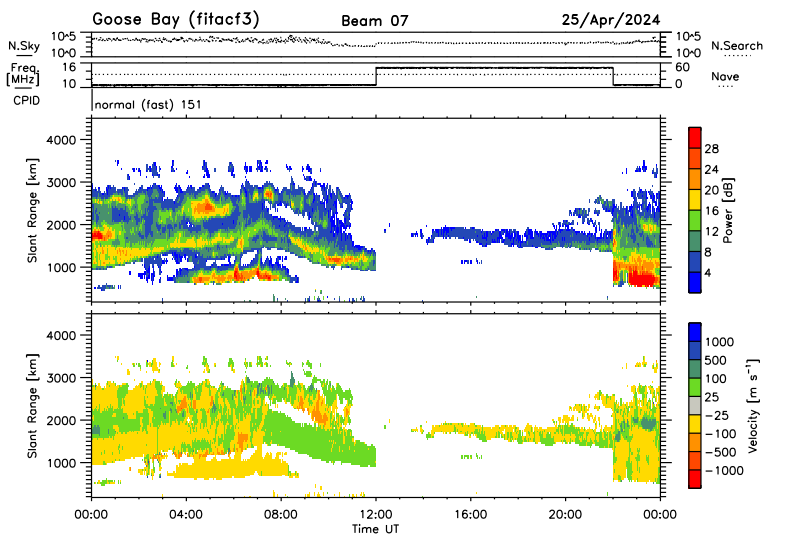 Goose Bay (fitacf3)
Beam 07
25/Apr/2024
N.Sky
10^5
10^0
10^5
10^0
N.Search
Freq.
[MHz]
16
10
60
0
Nave
CPID
normal (fast) 151
Slant Range [km]
4000
3000
2000
1000
28
24
20
16
12
8
4
Power [dB]
Slant Range [km]
4000
3000
2000
1000
1000
500
100
25
-25
-100
-500
-1000
Velocity [m s⁻¹]
00:00
04:00
08:00
12:00
16:00
20:00
00:00
Time UT